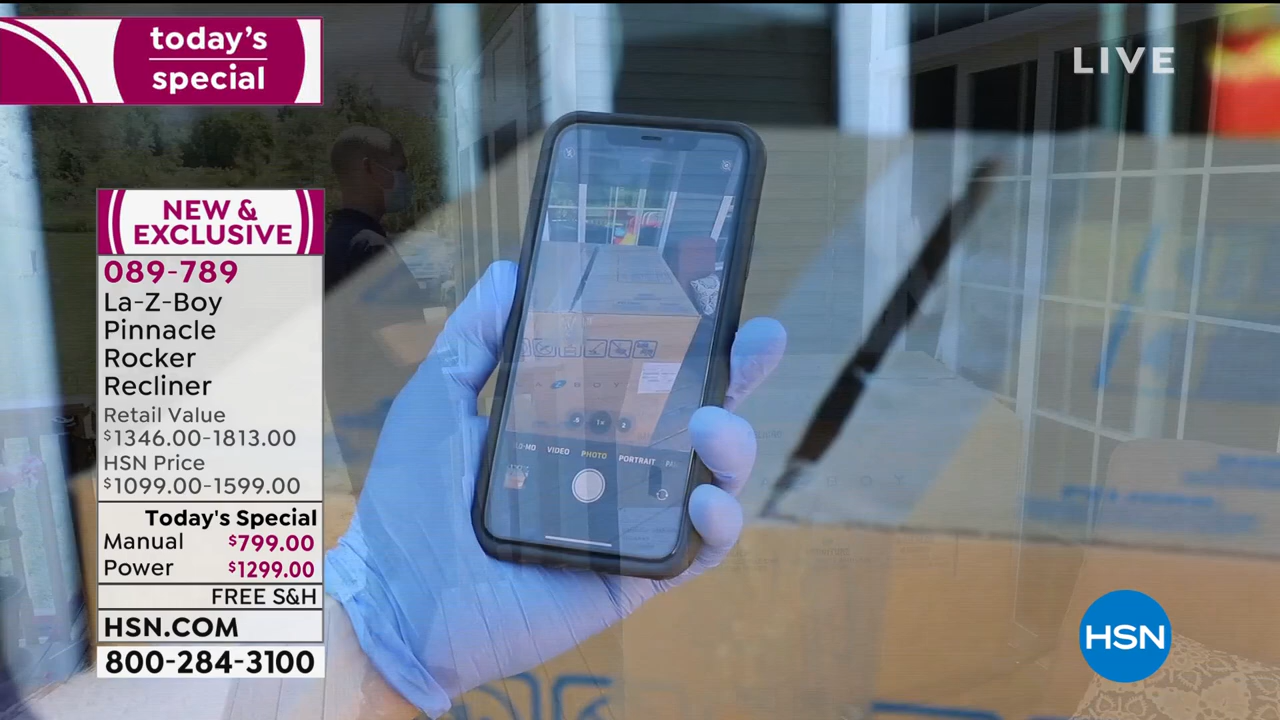 today's
special
LIVE
NEW &
EXCLUSIVE
089-789
La-Z-Boy
Pinnacle
Rocker
Recliner
Retail Value
$1346.00-1813.00
HSN Price
$1099.00-1599.00
Today's Special
Manual $799.00
Power $1299.00
FREE S&H
HSN.COM
800-284-3100
VIDEO PHOTO PORTRAIT
HSN